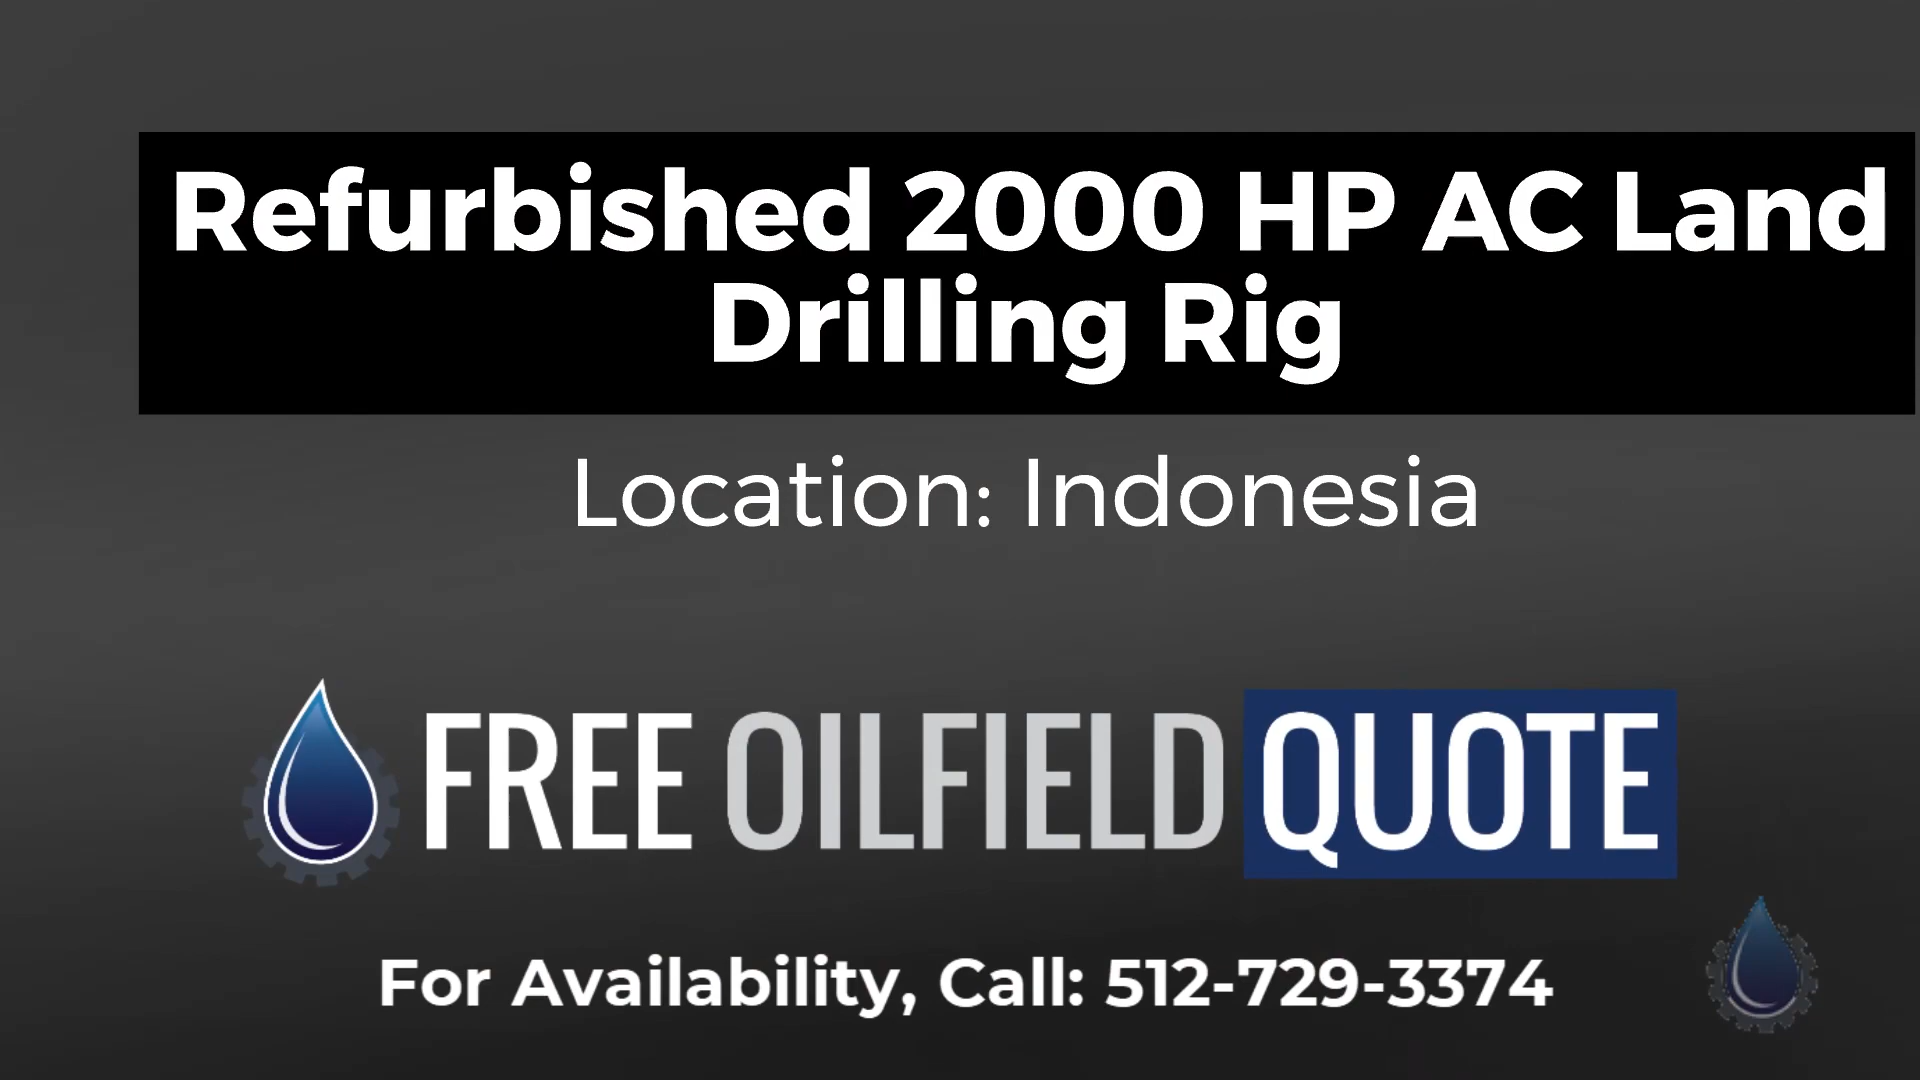 Refurbished 2000 HP AC Land
Drilling Rig
Location: Indonesia
FREE OILFIELD QUOTE
For Availability, Call: 512-729-3374